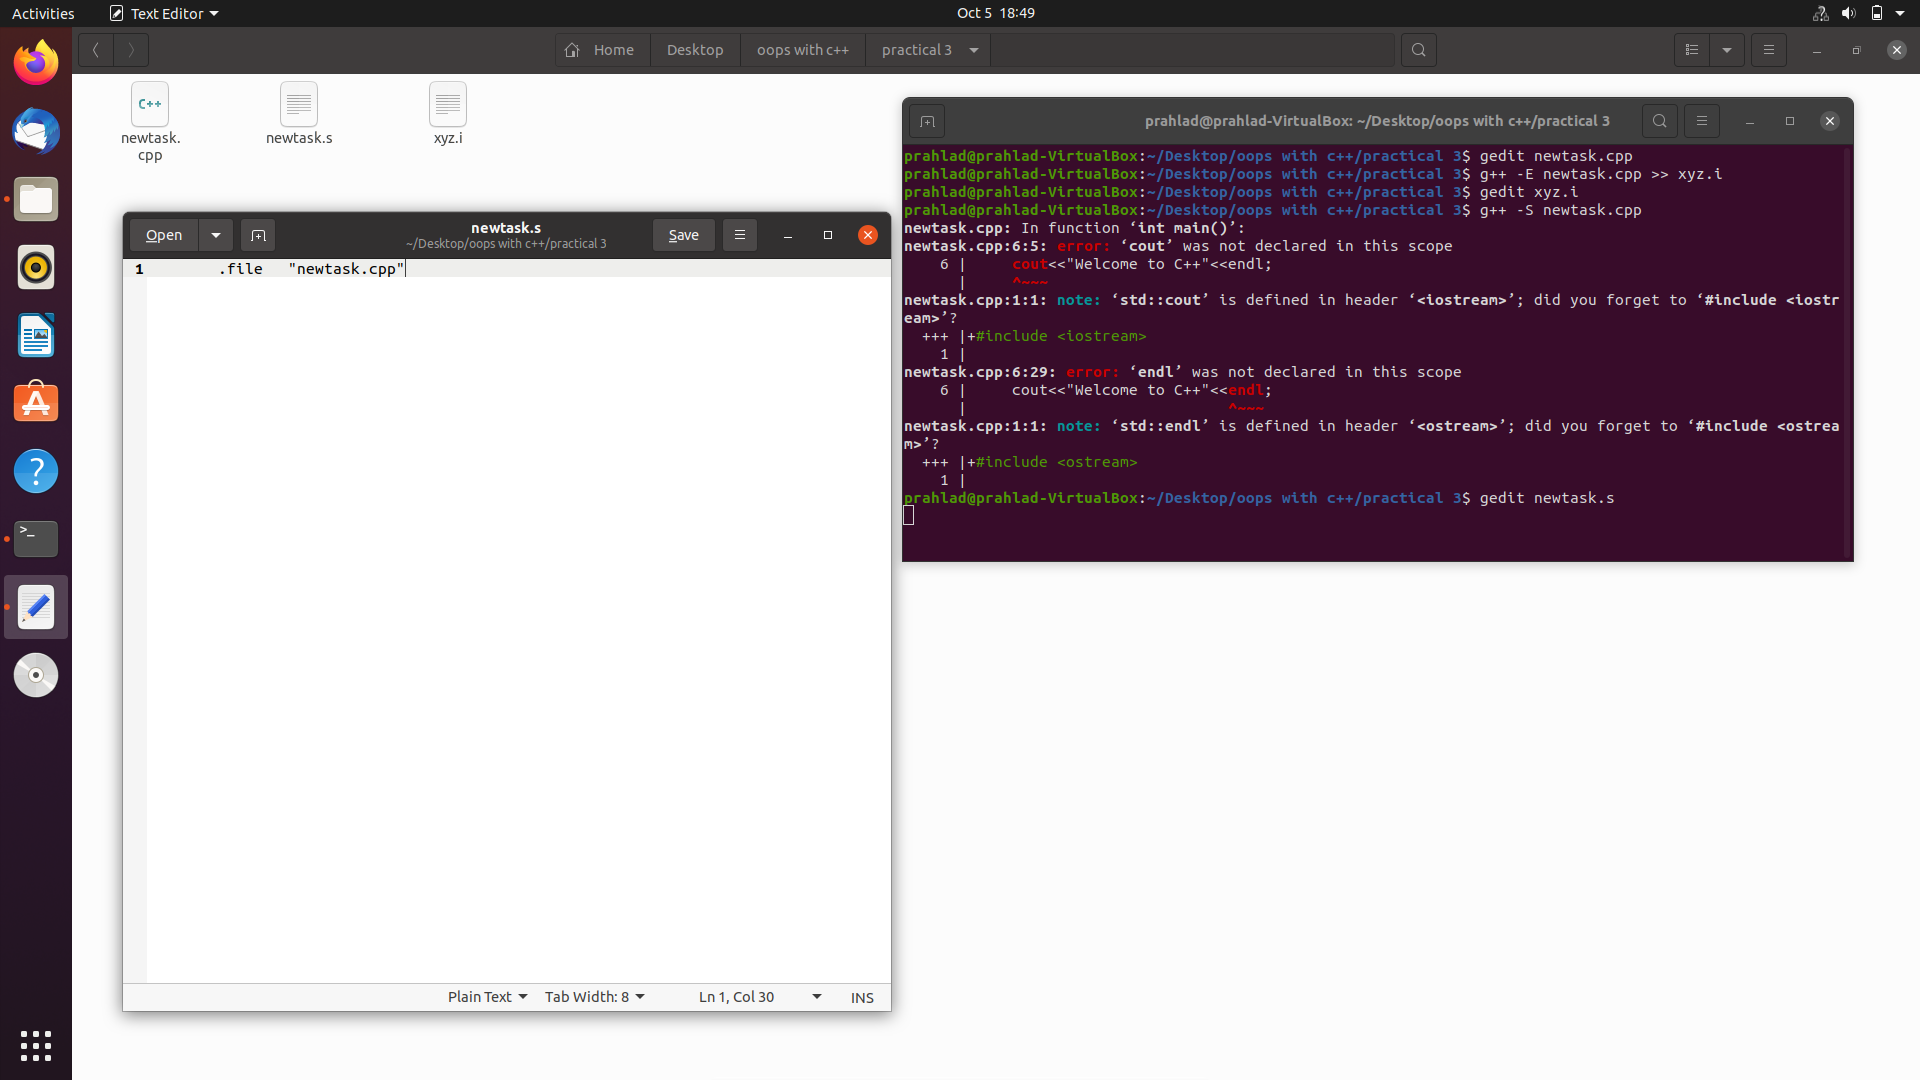 Activities
Text Editor
Oct 5 18:49
Home
Desktop
oops with c++
practical 3
C++
newtask.
cpp
newtask.s
xyz.i
Open
newtask.s
~/Desktop/oops with c++/practical 3
Save
1 .file "newtask.cpp"
Plain Text
Tab Width: 8
Ln 1, Col 30
INS
prahlad@prahlad-VirtualBox: ~/Desktop/oops with c++/practical 3
prahlad@prahlad-VirtualBox:~/Desktop/oops with c++/practical 3$ gedit newtask.cpp
prahlad@prahlad-VirtualBox:~/Desktop/oops with c++/practical 3$ g++ -E newtask.cpp >> xyz.i
prahlad@prahlad-VirtualBox:~/Desktop/oops with c++/practical 3$ gedit xyz.i
prahlad@prahlad-VirtualBox:~/Desktop/oops with c++/practical 3$ g++ -S newtask.cpp
newtask.cpp: In function ‘int main()’:
newtask.cpp:6:5: error: ‘cout’ was not declared in this scope
    6 |     cout<<"Welcome to C++"<<endl;
      |     ^~~~
newtask.cpp:1:1: note: ‘std::cout’ is defined in header ‘<iostream>’; did you forget to ‘#include <iostr
eam>’?
  +++ |+#include <iostream>
    1 |
newtask.cpp:6:29: error: ‘endl’ was not declared in this scope
    6 |     cout<<"Welcome to C++"<<endl;
      |                             ^~~~
newtask.cpp:1:1: note: ‘std::endl’ is defined in header ‘<ostream>’; did you forget to ‘#include <ostrea
m>’?
  +++ |+#include <ostream>
    1 |
prahlad@prahlad-VirtualBox:~/Desktop/oops with c++/practical 3$ gedit newtask.s